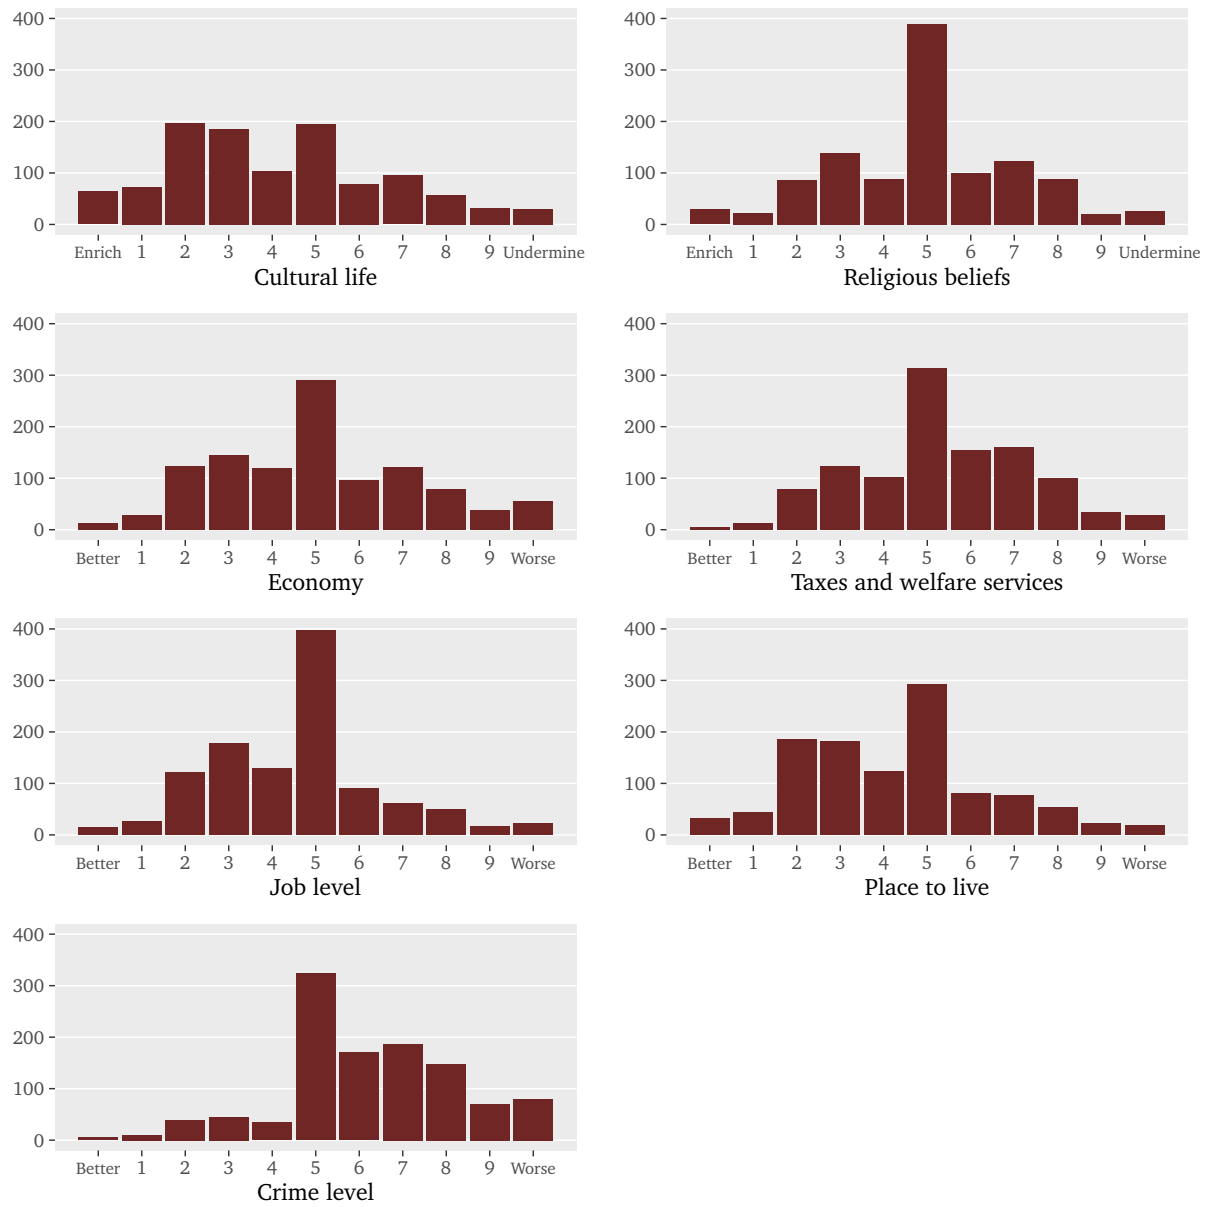 400
300
200
100
0
Enrich 1 2 3 4 5 6 7 8 9 Undermine
Cultural life
400
300
200
100
0
Enrich 1 2 3 4 5 6 7 8 9 Undermine
Religious beliefs
400
300
200
100
0
Better 1 2 3 4 5 6 7 8 9 Worse
Economy
400
300
200
100
0
Better 1 2 3 4 5 6 7 8 9 Worse
Taxes and welfare services
400
300
200
100
0
Better 1 2 3 4 5 6 7 8 9 Worse
Job level
400
300
200
100
0
Better 1 2 3 4 5 6 7 8 9 Worse
Place to live
400
300
200
100
0
Better 1 2 3 4 5 6 7 8 9 Worse
Crime level